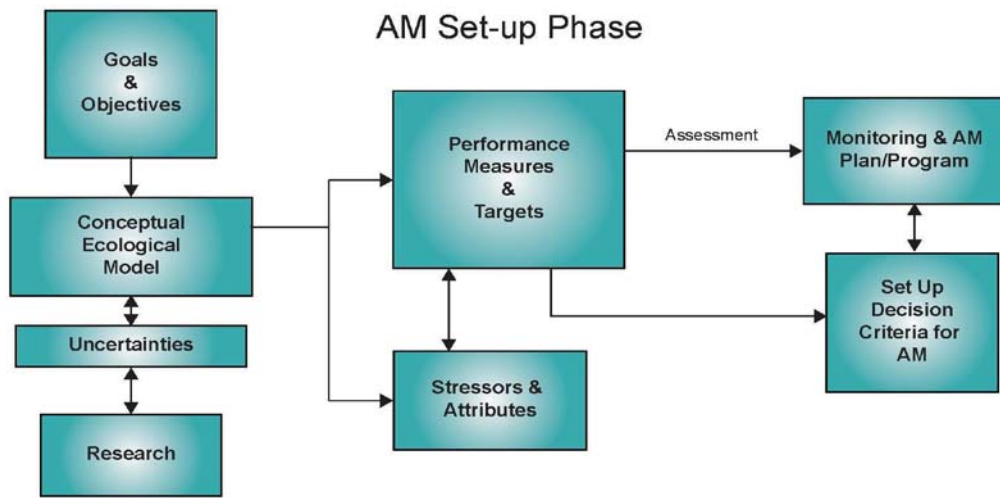 AM Set-up Phase
Goals
&
Objectives
Conceptual
Ecological
Model
Uncertainties
Research
Performance
Measures
&
Targets
Stressors &
Attributes
Assessment
Monitoring & AM
Plan/Program
Set Up
Decision
Criteria for
AM